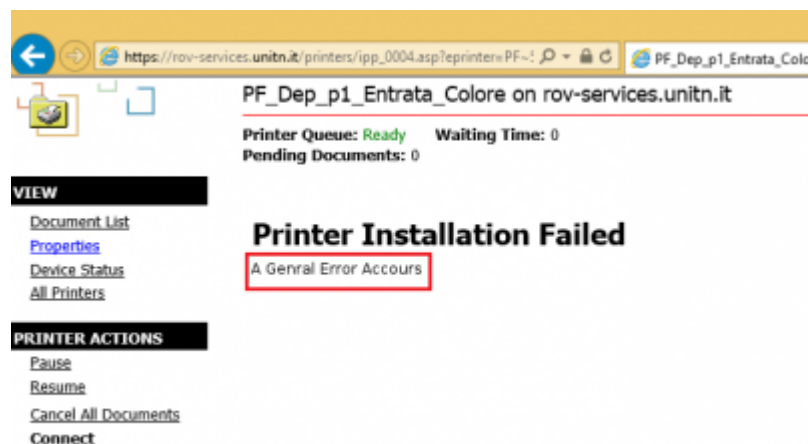 https://rov-services.unitn.it/printers/ipp_0004.asp?eprinter=PF~
PF_Dep_p1_Entrata_Colo
PF_Dep_p1_Entrata_Colore on rov-services.unitn.it
Printer Queue: Ready Waiting Time: 0
Pending Documents: 0
VIEW
Document List
Properties
Device Status
All Printers
Printer Installation Failed
A Genral Error Accours
PRINTER ACTIONS
Pause
Resume
Cancel All Documents
Connect